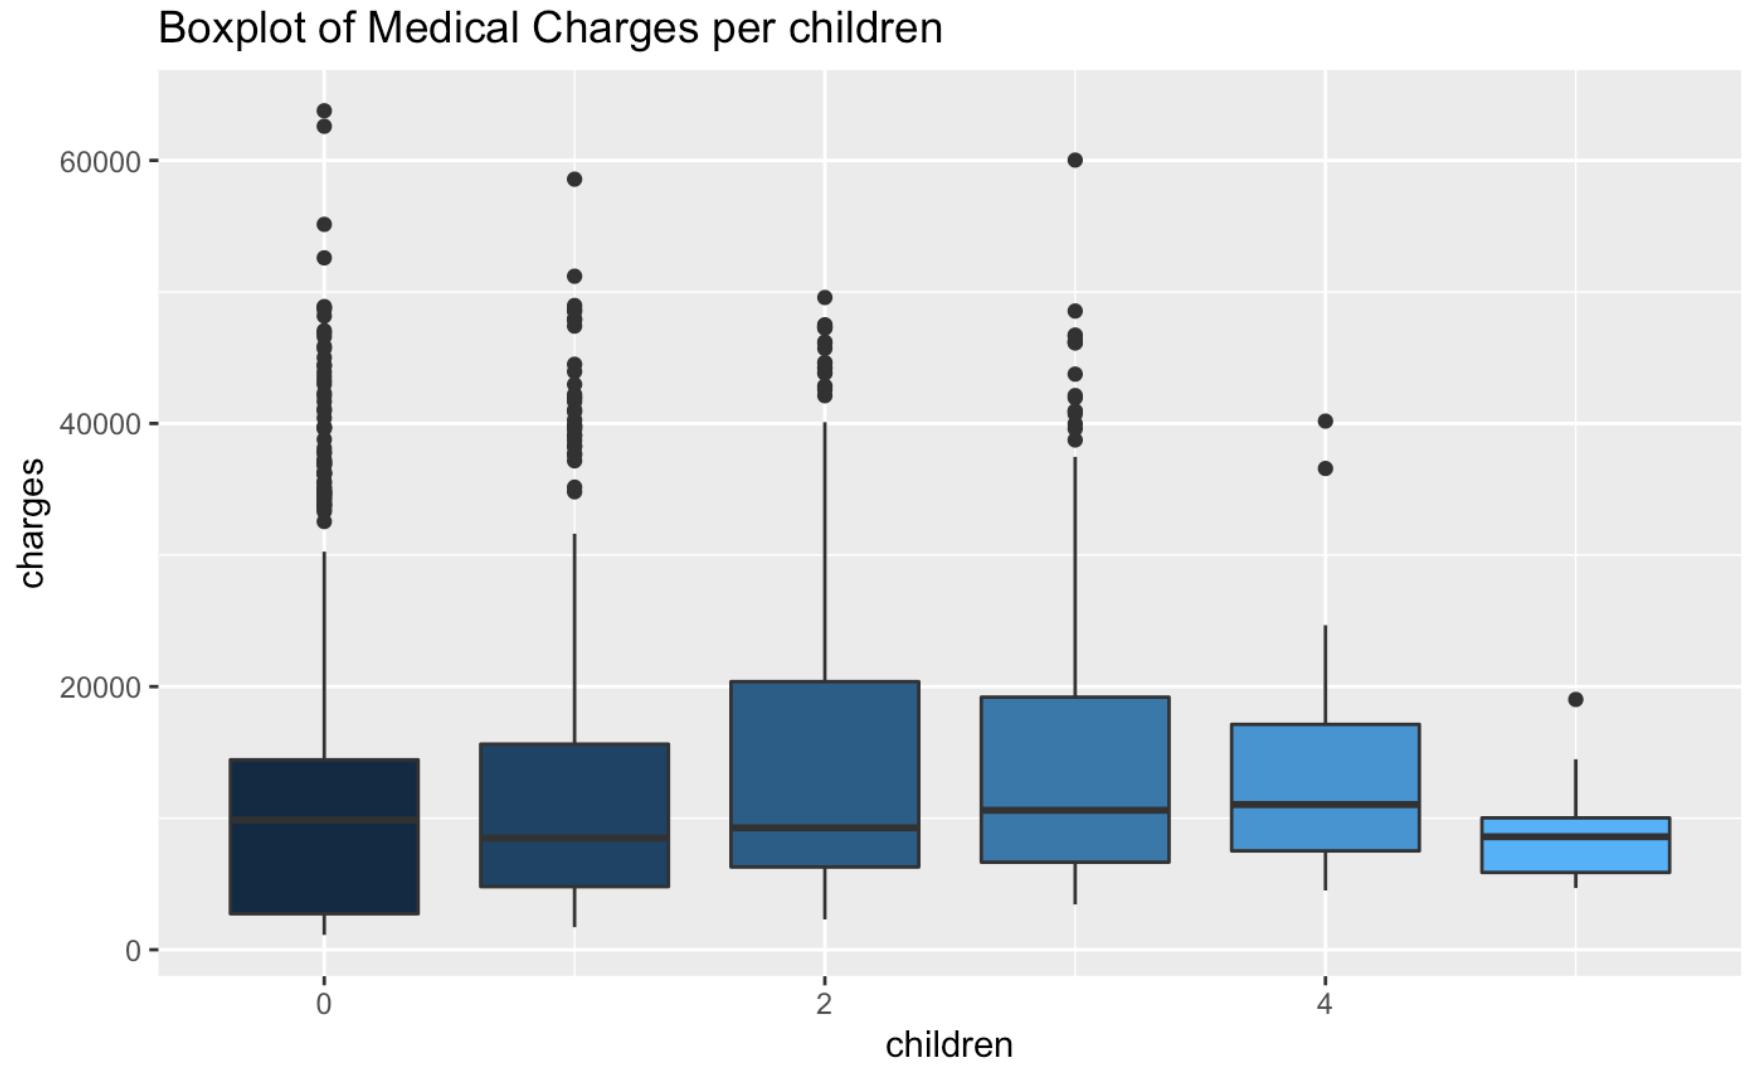 Boxplot of Medical Charges per children
60000
40000
20000
0
charges
0 2 4
children